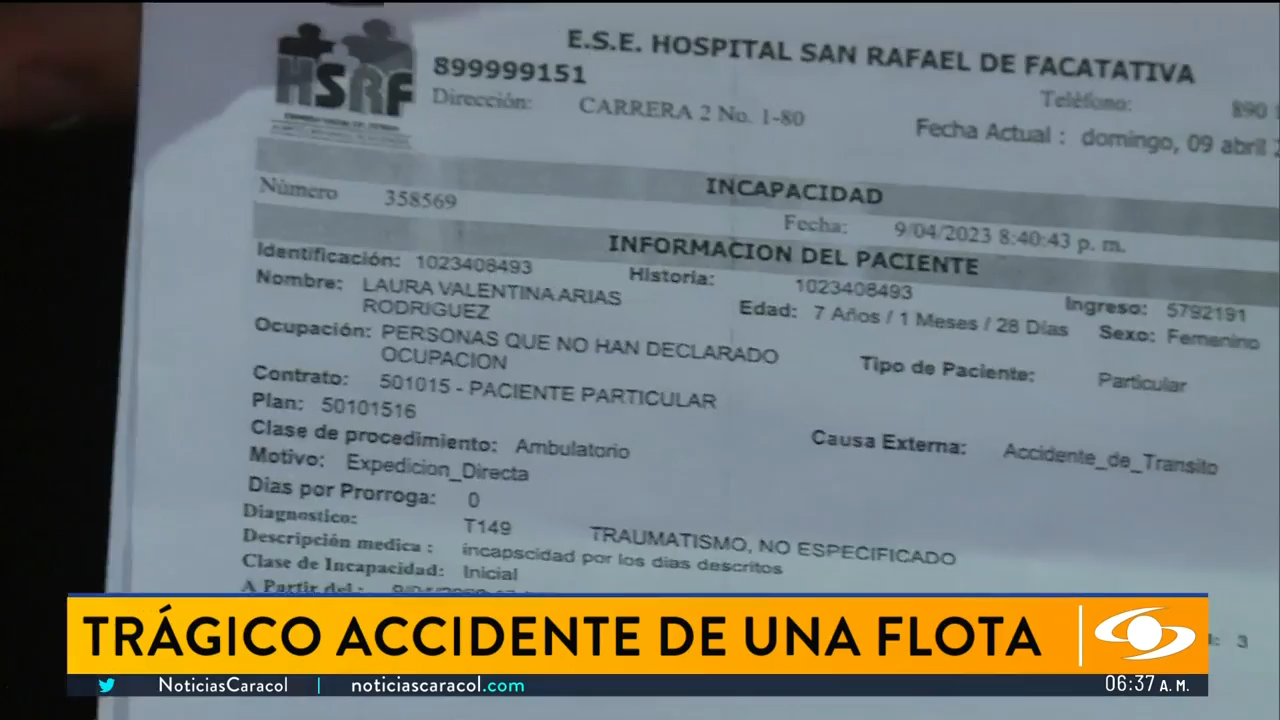 E.S.E. HOSPITAL SAN RAFAEL DE FACATATIVA
HSRF
899999151
Dirección: CARRERA 2 No. 1-80 Teléfono: 890
Fecha Actual : domingo, 09 abril
INCAPACIDAD
Número 358569 Fecha: 9/04/2023 8:40:43 p. m.
INFORMACION DEL PACIENTE
Identificación: 1023408493 Historia: 1023408493 Ingreso: 5792191
Nombre: LAURA VALENTINA ARIAS Edad: 7 Años / 1 Meses / 28 Dias Sexo: Femenino
RODRIGUEZ
Ocupación: PERSONAS QUE NO HAN DECLARADO Tipo de Paciente: Particular
OCUPACION
Contrato: 501015 - PACIENTE PARTICULAR
Plan: 50101516
Clase de procedimiento: Ambulatorio Causa Externa: Accidente_de_Transito
Motivo: Expedicion_Directa
Dias por Prorroga: 0
Diagnostico: T149 TRAUMATISMO, NO ESPECIFICADO
Descripción medica : incapscidad por los dias descritos
Clase de Incapacidad: Inicial
A Partir del :
3
TRÁGICO ACCIDENTE DE UNA FLOTA
NoticiasCaracol | noticiascaracol.com 06:37 A. M.